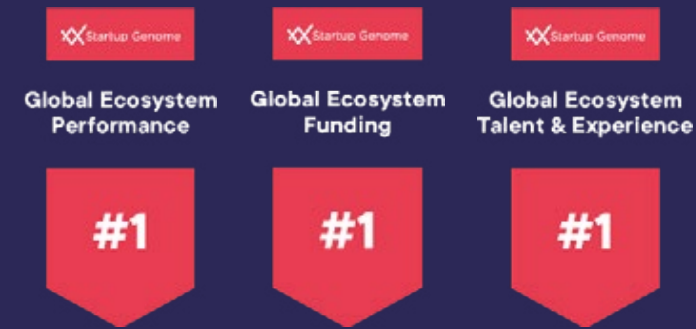 Startup Genome
Global Ecosystem
Performance
#1
Startup Genome
Global Ecosystem
Funding
#1
Startup Genome
Global Ecosystem
Talent & Experience
#1